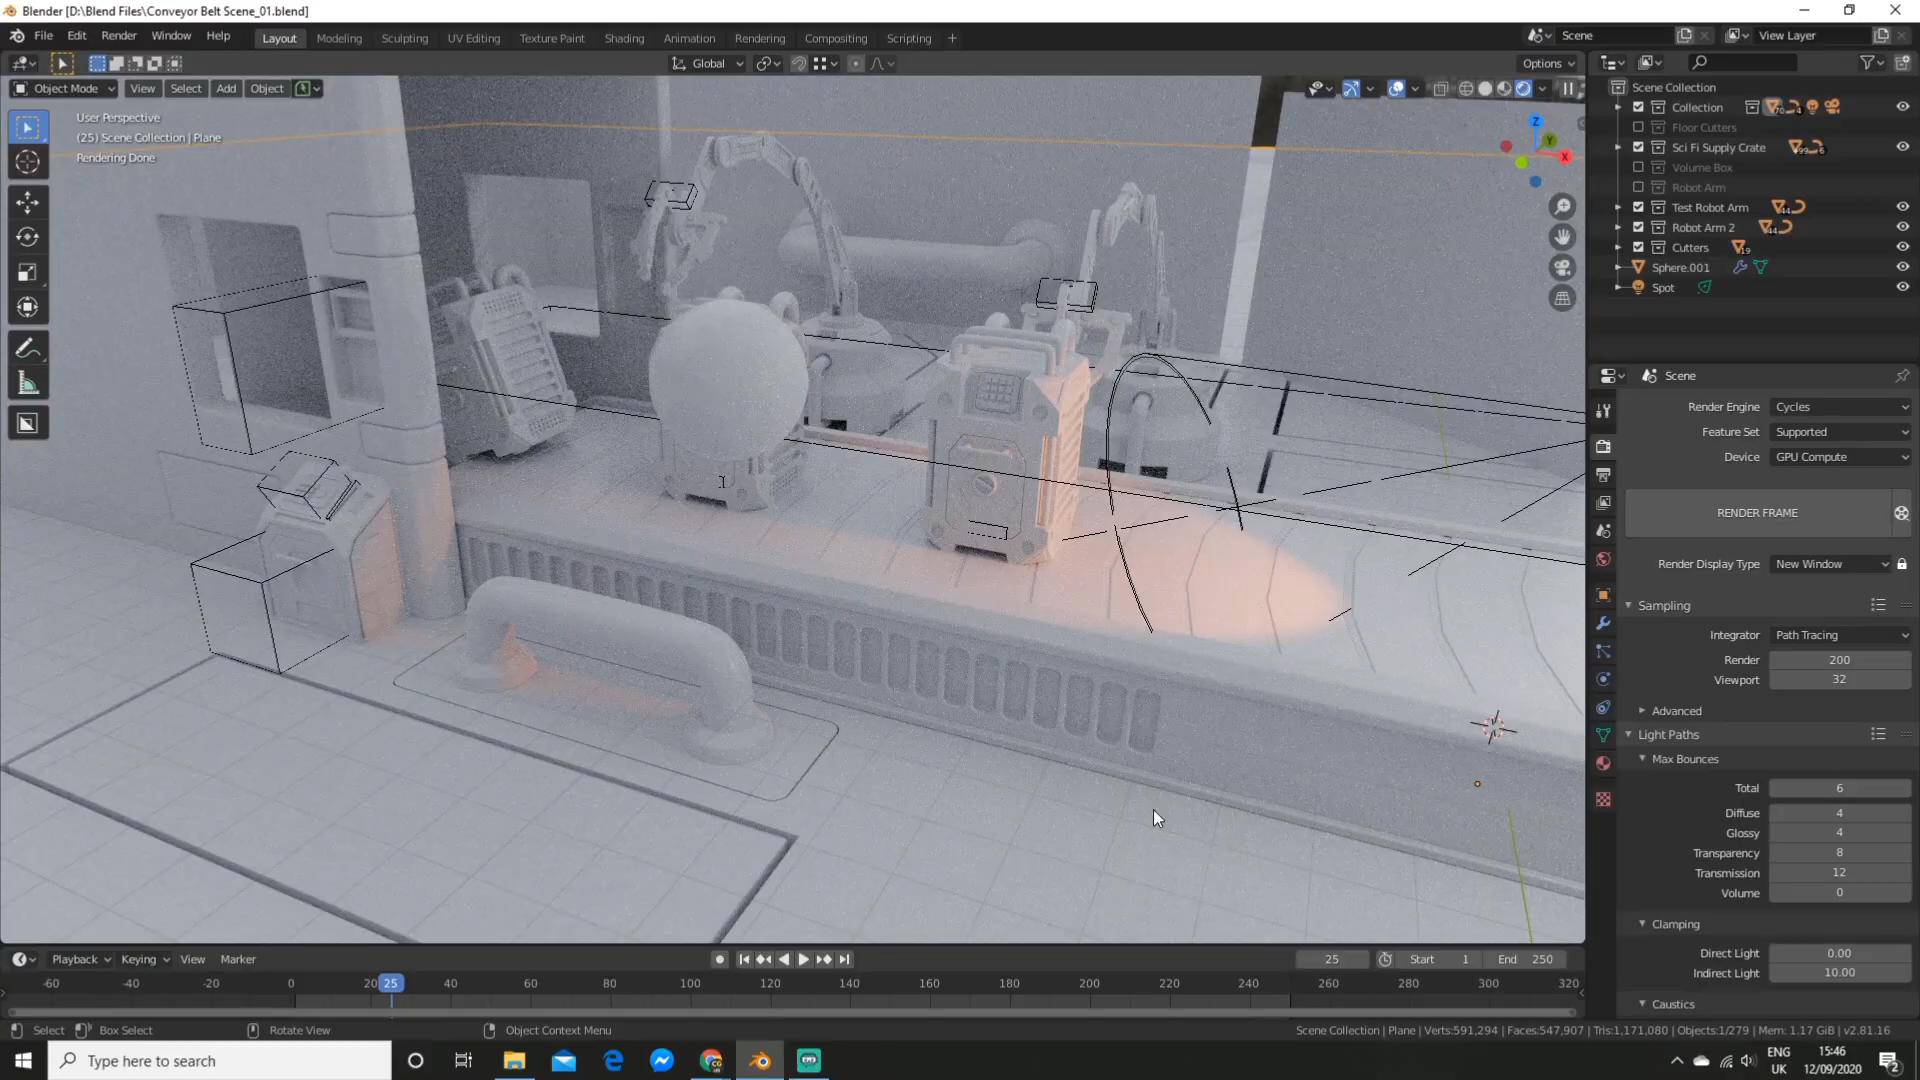 Blender [D:\Blend Files\Conveyor Belt Scene_01.blend]
File Edit Render Window Help
Layout Modeling Sculpting UV Editing Texture Paint Shading Animation Rendering Compositing Scripting +
Scene
View Layer
Global
Options
Object Mode View Select Add Object
User Perspective
(25) Scene Collection | Plane
Rendering Done
Z
Y
X
Scene Collection
Collection
Floor Cutters
Sci Fi Supply Crate
Volume Box
Robot Arm
Test Robot Arm 44
Robot Arm 2 44
Cutters 19
Sphere.001
Spot
Scene
Render Engine Cycles
Feature Set Supported
Device GPU Compute
RENDER FRAME
Render Display Type New Window
Sampling
Integrator Path Tracing
Render 200
Viewport 32
Advanced
Light Paths
Max Bounces
Total 6
Diffuse 4
Glossy 4
Transparency 8
Transmission 12
Volume 0
Clamping
Direct Light 0.00
Indirect Light 10.00
Caustics
Playback Keying View Marker
25 Start 1 End 250
-60 -40 -20 0 20 25 40 60 80 100 120 140 160 180 200 220 240 260 280 300 320
Select Box Select Rotate View Object Context Menu
Scene Collection | Plane | Verts:591,294 | Faces:547,907 | Tris:1,171,080 | Objects:1/279 | Mem: 1.17 GiB | v2.81.16
Type here to search
ENG
UK
15:46
12/09/2020
2